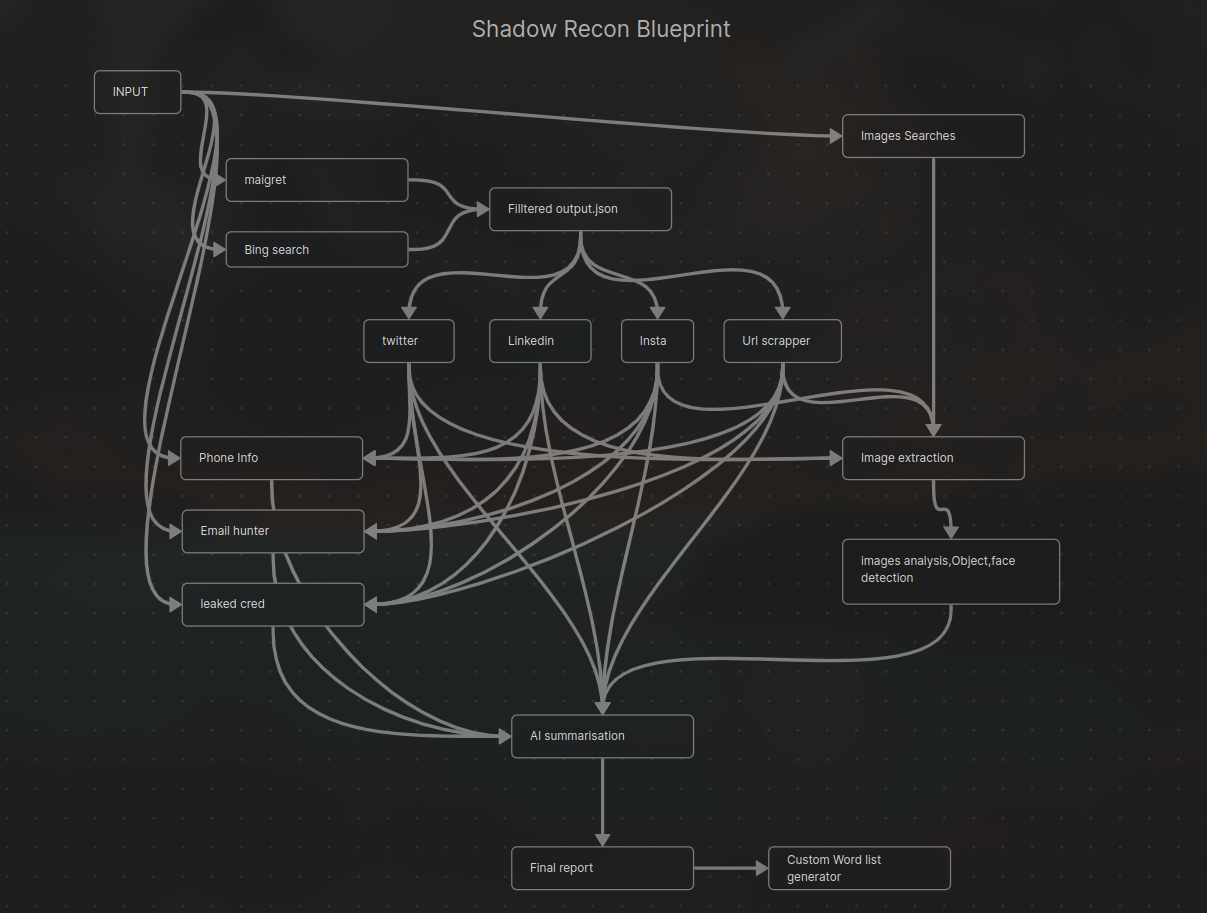 Shadow Recon Blueprint
INPUT
Images Searches
maigret
Filltered output.json
Bing search
twitter
Linkedin
Insta
Url scrapper
Phone Info
Image extraction
Email hunter
images analysis,Object,face
detection
leaked cred
AI summarisation
Final report
Custom Word list
generator